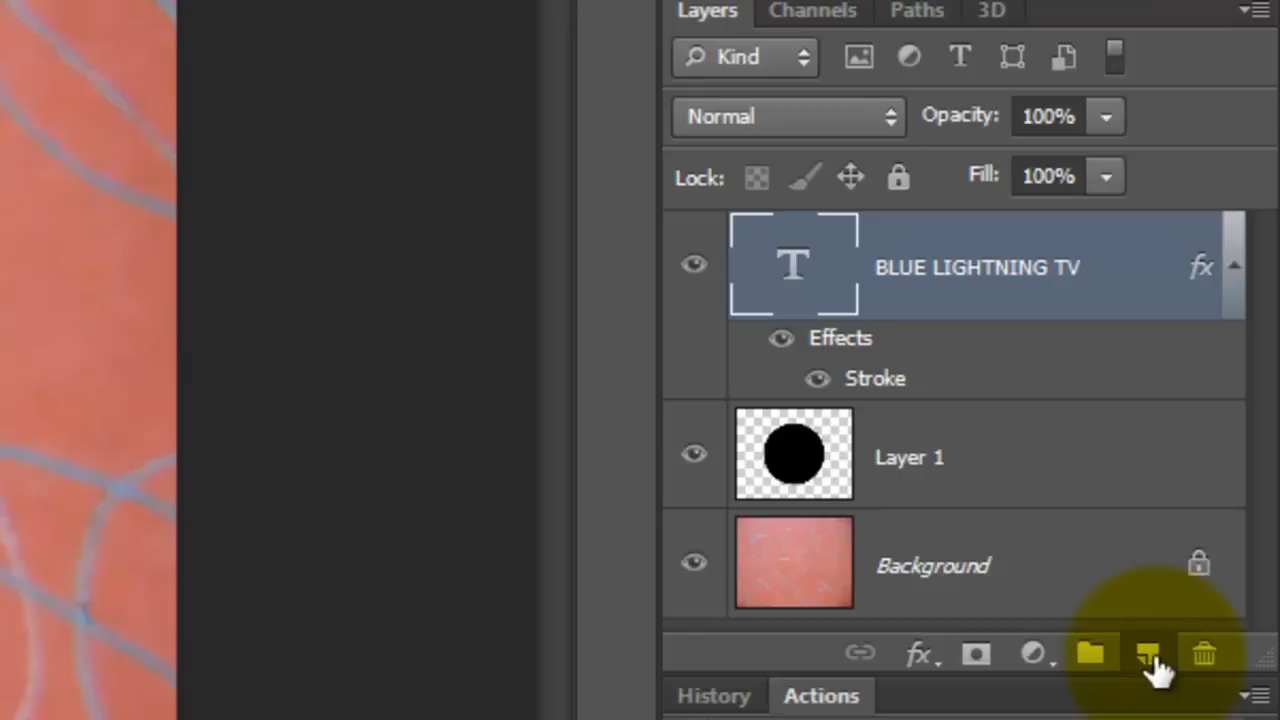 Layers Channels Paths 3D
Kind T
Normal Opacity: 100%
Lock: Fill: 100%
T BLUE LIGHTNING TV fx
Effects
Stroke
Layer 1
Background
fx
History Actions